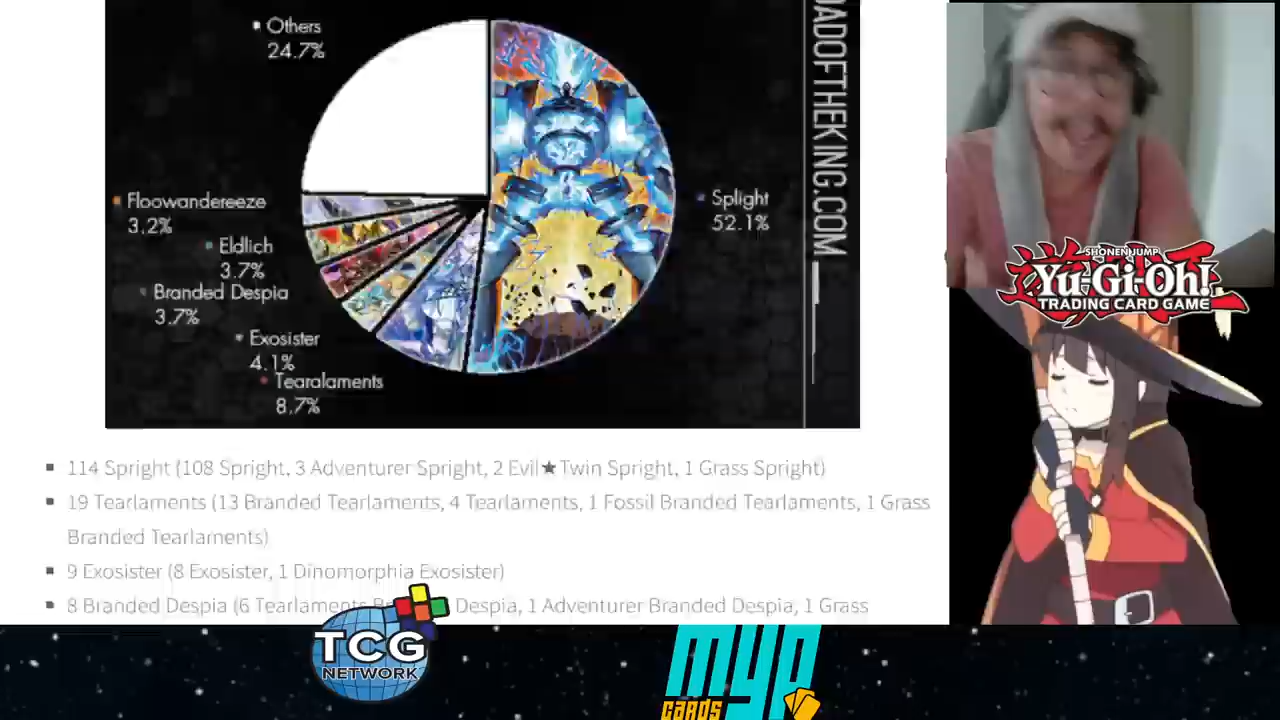 Others
24.7%
Floowandereeze
3.2%
Eldlich
3.7%
Branded Despia
3.7%
Exosister
4.1%
Tearalaments
8.7%
Splight
52.1%
OADOFTHEKING.COM
SHONEN JUMP
Yu-Gi-Oh!
TRADING CARD GAME
▪ 114 Spright (108 Spright, 3 Adventurer Spright, 2 Evil★Twin Spright, 1 Grass Spright)
▪ 19 Tearlaments (13 Branded Tearlaments, 4 Tearlaments, 1 Fossil Branded Tearlaments, 1 Grass
Branded Tearlaments)
▪ 9 Exosister (8 Exosister, 1 Dinomorphia Exosister)
▪ 8 Branded Despia (6 Tearlaments Despia, 1 Adventurer Branded Despia, 1 Grass
TCG
NETWORK
MYP
CARDS